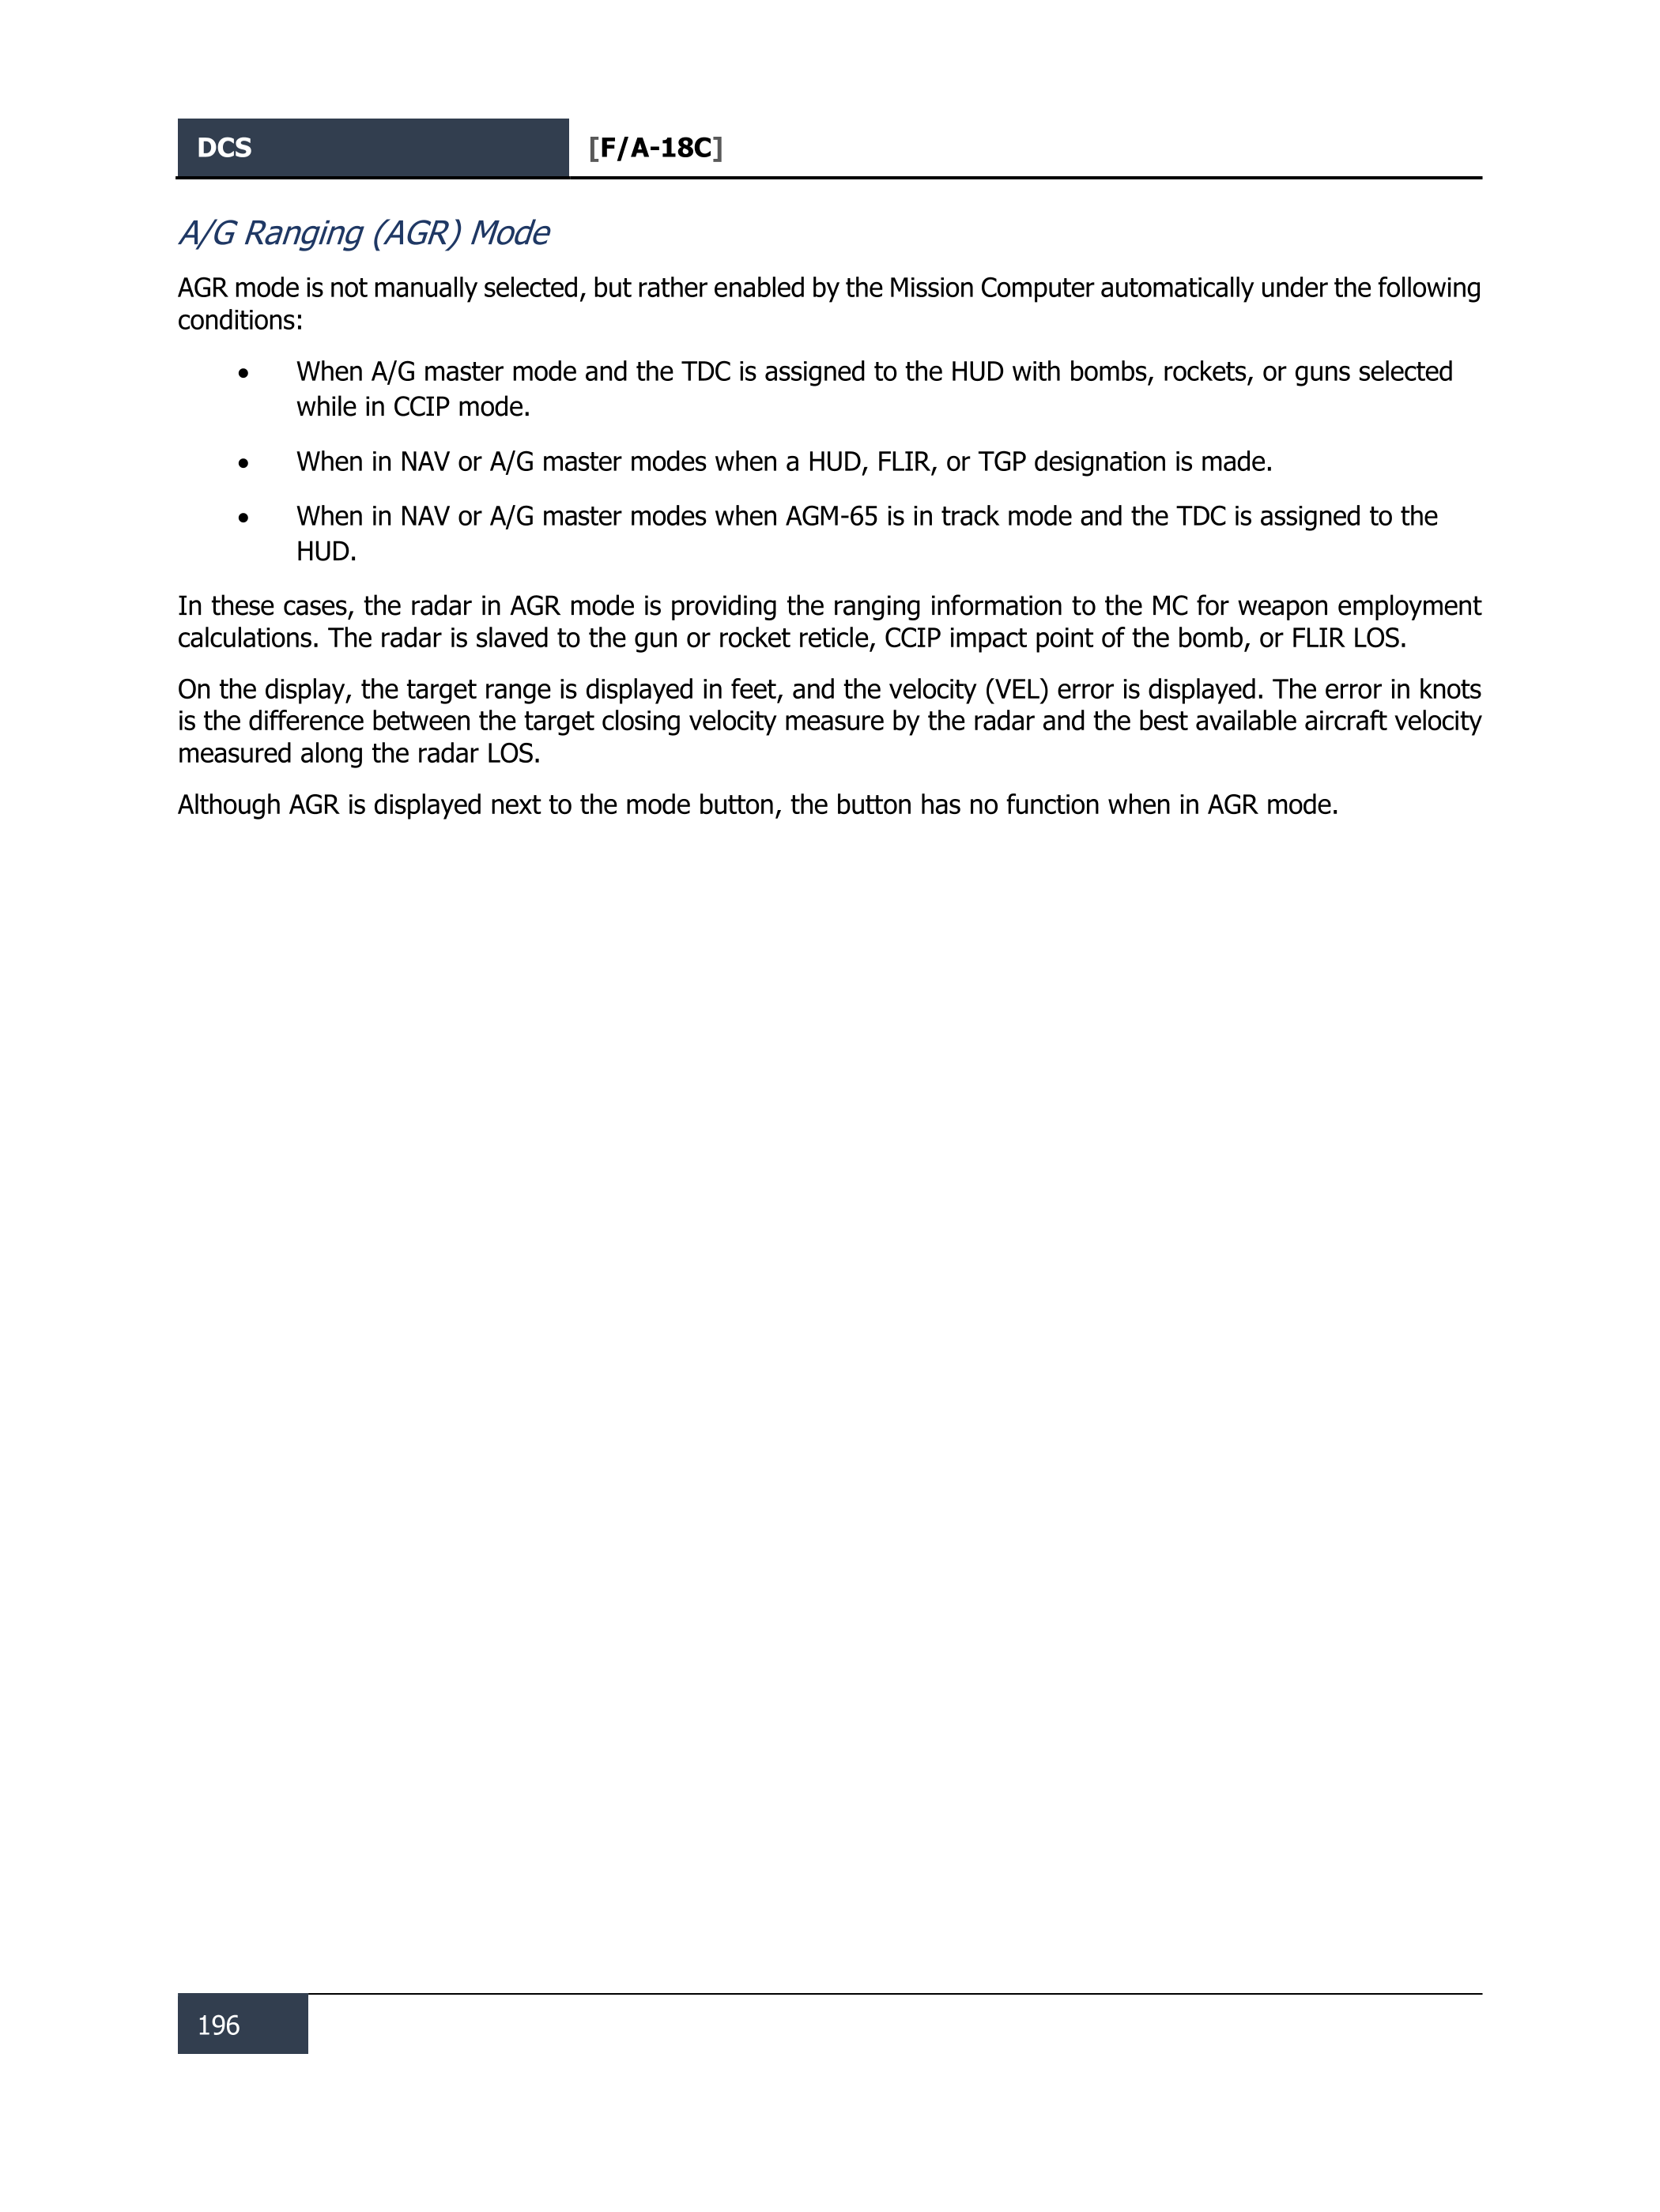 DCS
[F/A-18C]
A/G Ranging (AGR) Mode
AGR mode is not manually selected, but rather enabled by the Mission Computer automatically under the following
conditions:
• When A/G master mode and the TDC is assigned to the HUD with bombs, rockets, or guns selected
while in CCIP mode.
• When in NAV or A/G master modes when a HUD, FLIR, or TGP designation is made.
• When in NAV or A/G master modes when AGM-65 is in track mode and the TDC is assigned to the
HUD.
In these cases, the radar in AGR mode is providing the ranging information to the MC for weapon employment
calculations. The radar is slaved to the gun or rocket reticle, CCIP impact point of the bomb, or FLIR LOS.
On the display, the target range is displayed in feet, and the velocity (VEL) error is displayed. The error in knots
is the difference between the target closing velocity measure by the radar and the best available aircraft velocity
measured along the radar LOS.
Although AGR is displayed next to the mode button, the button has no function when in AGR mode.
196